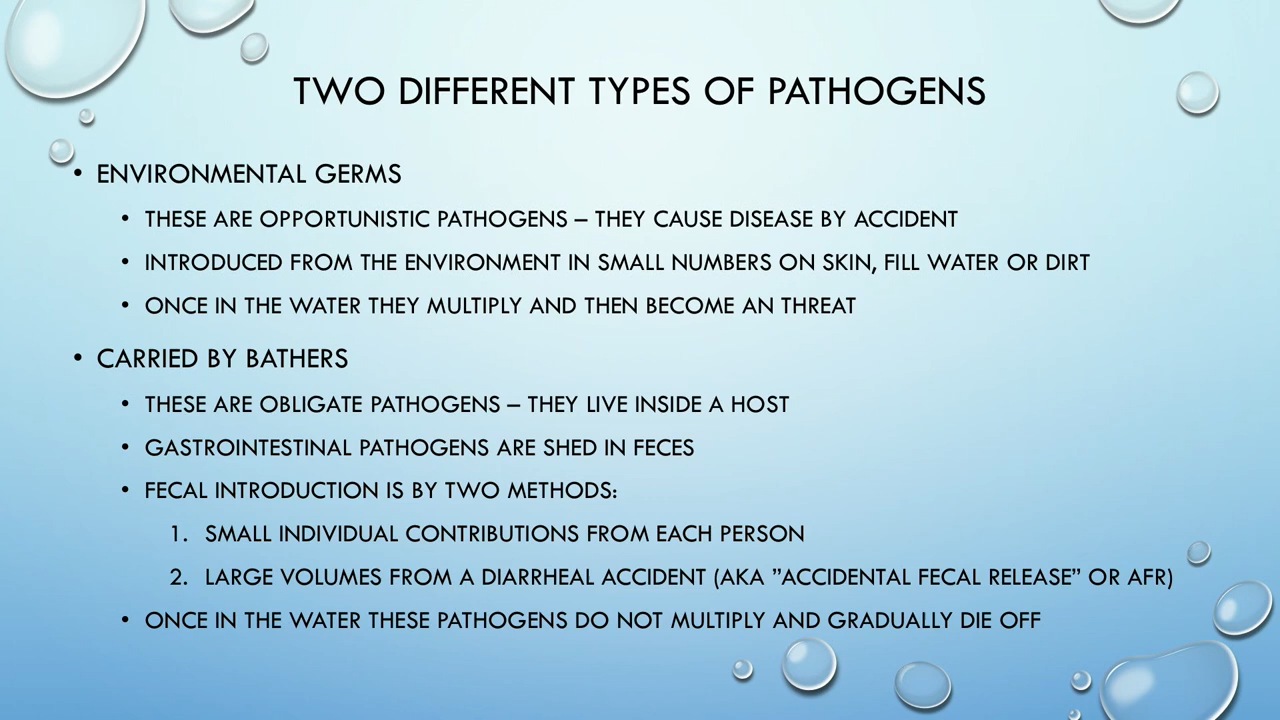 TWO DIFFERENT TYPES OF PATHOGENS
• ENVIRONMENTAL GERMS
• THESE ARE OPPORTUNISTIC PATHOGENS – THEY CAUSE DISEASE BY ACCIDENT
• INTRODUCED FROM THE ENVIRONMENT IN SMALL NUMBERS ON SKIN, FILL WATER OR DIRT
• ONCE IN THE WATER THEY MULTIPLY AND THEN BECOME AN THREAT
• CARRIED BY BATHERS
• THESE ARE OBLIGATE PATHOGENS – THEY LIVE INSIDE A HOST
• GASTROINTESTINAL PATHOGENS ARE SHED IN FECES
• FECAL INTRODUCTION IS BY TWO METHODS:
1. SMALL INDIVIDUAL CONTRIBUTIONS FROM EACH PERSON
2. LARGE VOLUMES FROM A DIARRHEAL ACCIDENT (AKA ”ACCIDENTAL FECAL RELEASE” OR AFR)
• ONCE IN THE WATER THESE PATHOGENS DO NOT MULTIPLY AND GRADUALLY DIE OFF